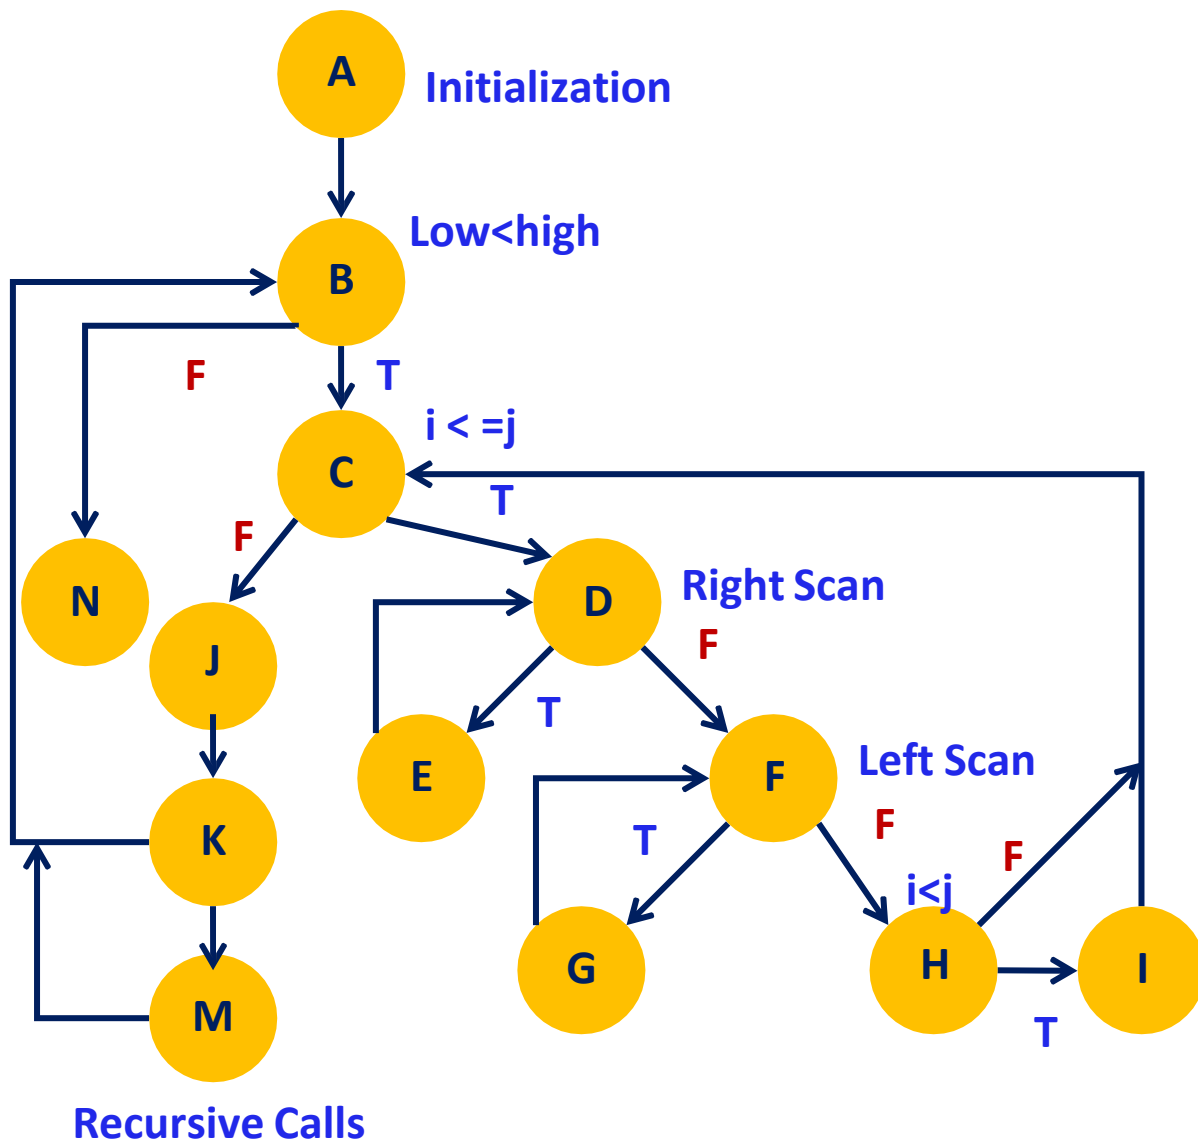 A
Initialization
Low<high
B
F
T
i < =j
C
T
F
N
D
Right Scan
J
F
T
E
F
Left Scan
K
T
F
F
i<j
G
H
I
M
T
Recursive Calls